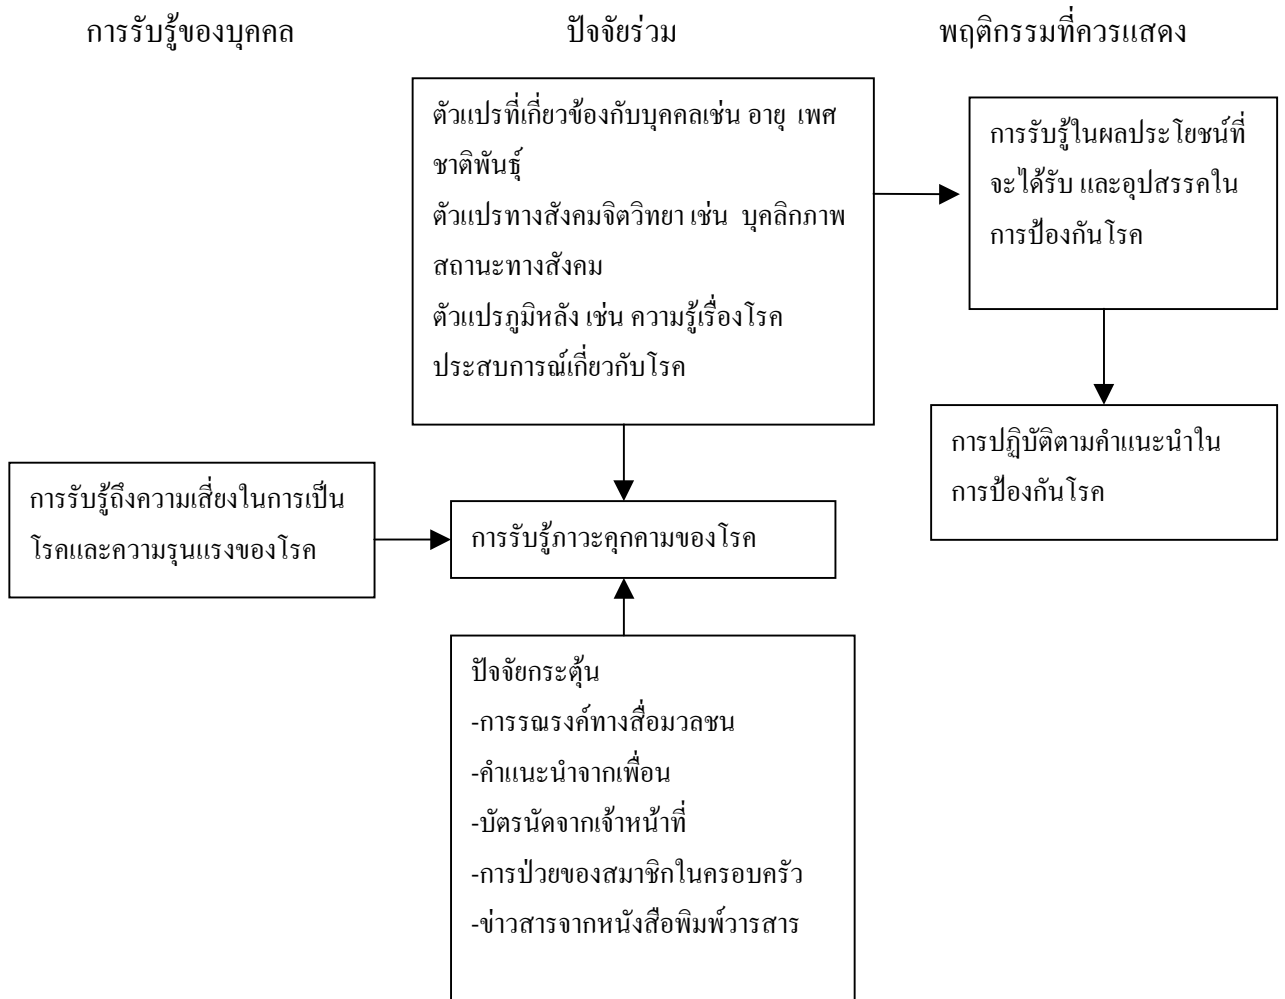 การรับรู้ของบุคคล
ปัจจัยร่วม
พฤติกรรมที่ควรแสดง
ตัวแปรที่เกี่ยวข้องกับบุคคลเช่น อายุ เพศ
ชาติพันธุ์
ตัวแปรทางสังคมจิตวิทยา เช่น บุคลิกภาพ
สถานะทางสังคม
ตัวแปรภูมิหลัง เช่น ความรู้เรื่องโรค
ประสบการณ์เกี่ยวกับโรค
การรับรู้ในผลประโยชน์ที่
จะได้รับ และอุปสรรคใน
การป้องกันโรค
การปฏิบัติตามคำแนะนำใน
การป้องกันโรค
การรับรู้ถึงความเสี่ยงในการเป็น
โรคและความรุนแรงของโรค
การรับรู้ภาวะคุกคามของโรค
ปัจจัยกระตุ้น
-การรณรงค์ทางสื่อมวลชน
-คำแนะนำจากเพื่อน
-บัตรนัดจากเจ้าหน้าที่
-การป่วยของสมาชิกในครอบครัว
-ข่าวสารจากหนังสือพิมพ์วารสาร